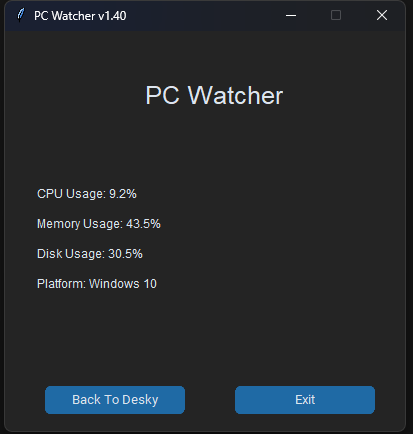 PC Watcher v1.40
PC Watcher
CPU Usage: 9.2%
Memory Usage: 43.5%
Disk Usage: 30.5%
Platform: Windows 10
Back To Desky
Exit